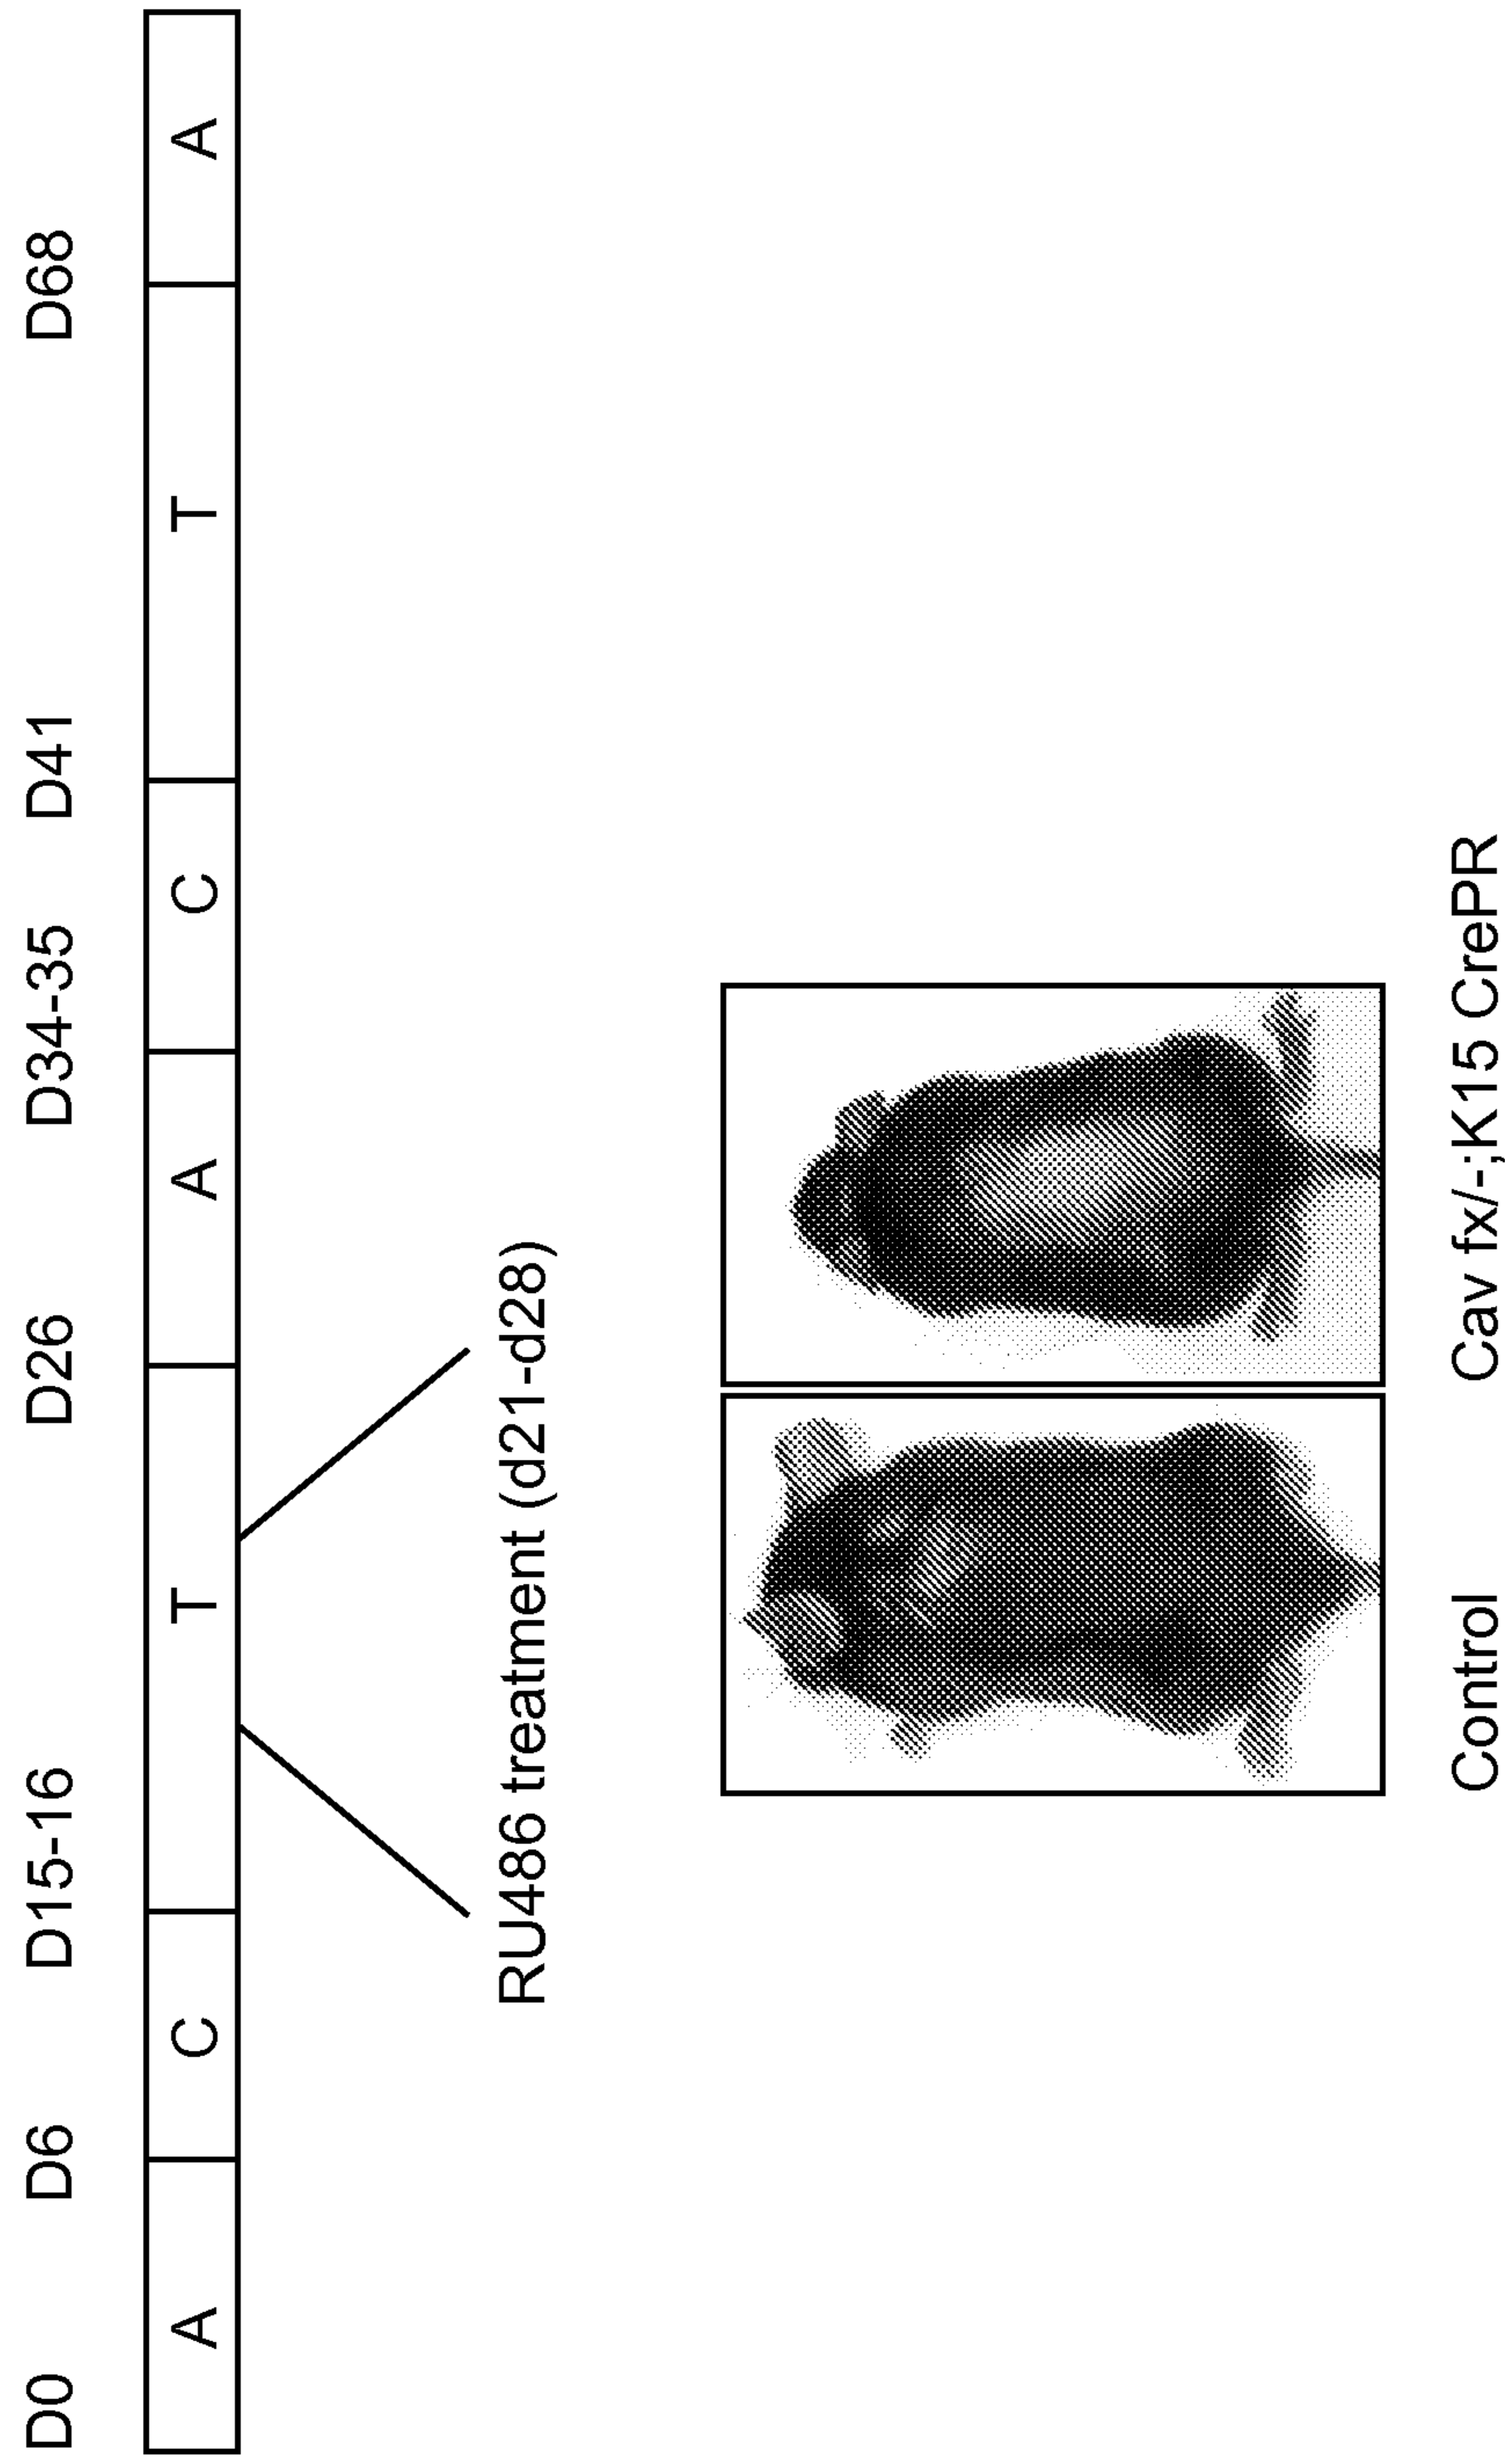 D0 D6 D15-16 D26 D34-35 D41 D68
A C T A C T A
RU486 treatment (d21-d28)
Control Cav fx/-;K15 CrePR